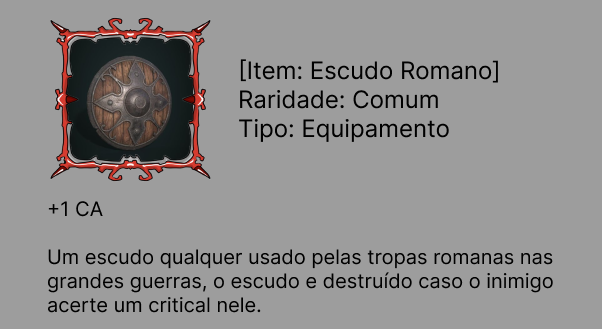 [Item: Escudo Romano]
Raridade: Comum
Tipo: Equipamento
+1 CA
Um escudo qualquer usado pelas tropas romanas nas
grandes guerras, o escudo e destruído caso o inimigo
acerte um critical nele.